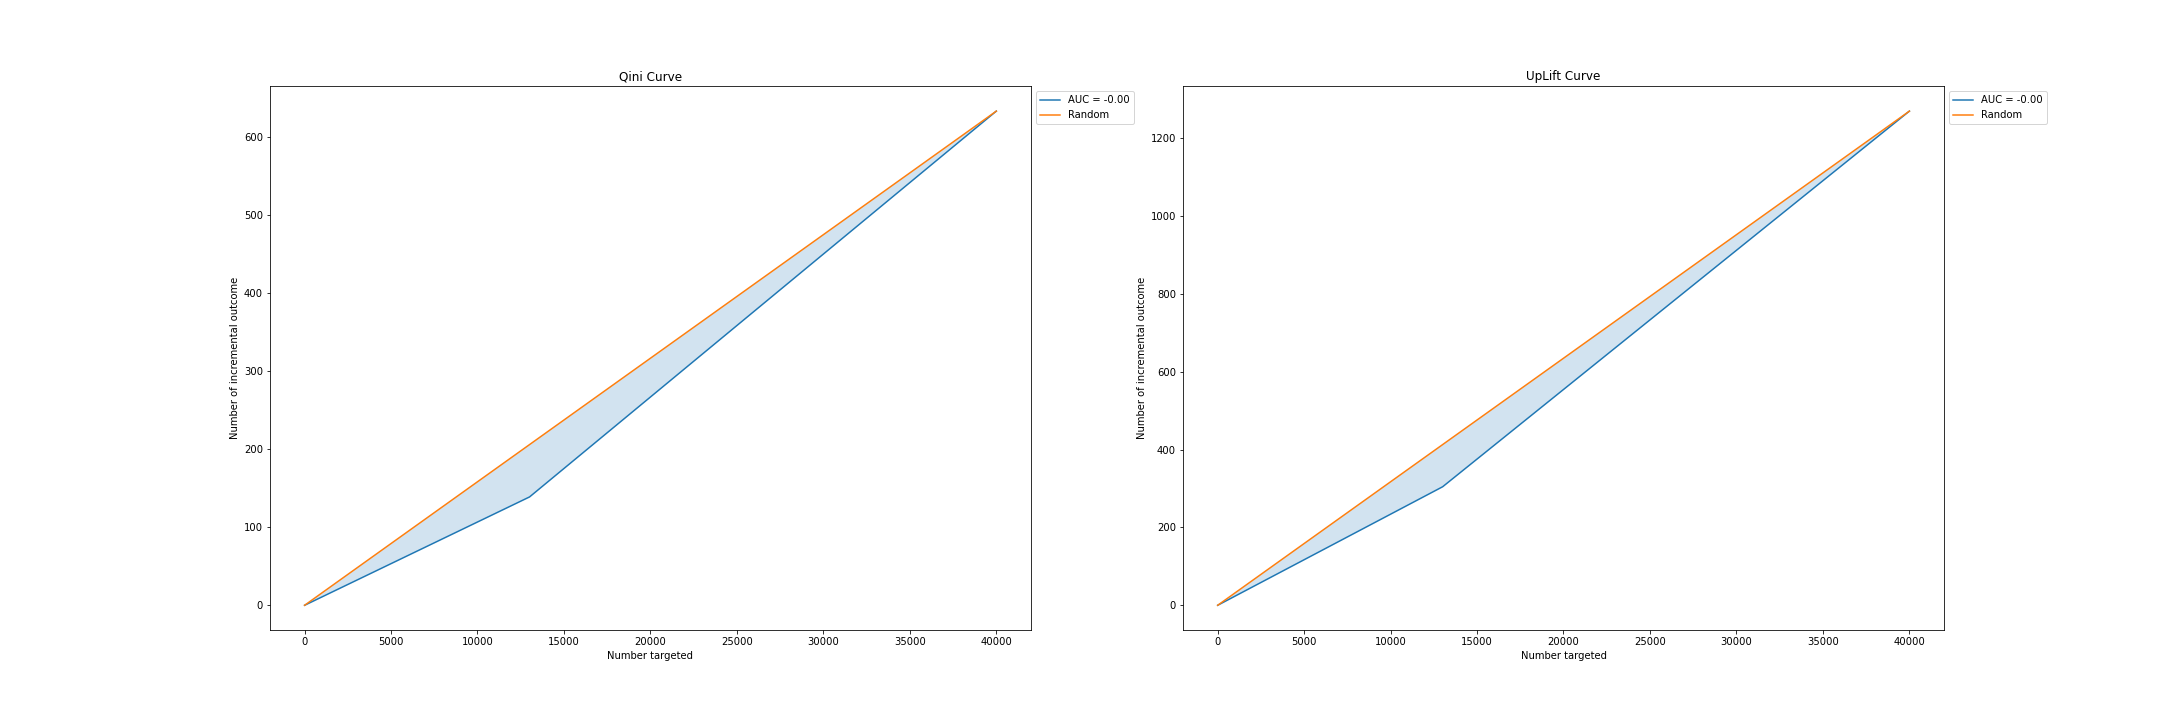 Qini Curve
AUC = -0.00
Random
600
500
400
300
200
100
0
Number of incremental outcome
0 5000 10000 15000 20000 25000 30000 35000 40000
Number targeted
UpLift Curve
AUC = -0.00
Random
1200
1000
800
600
400
200
0
Number of incremental outcome
0 5000 10000 15000 20000 25000 30000 35000 40000
Number targeted